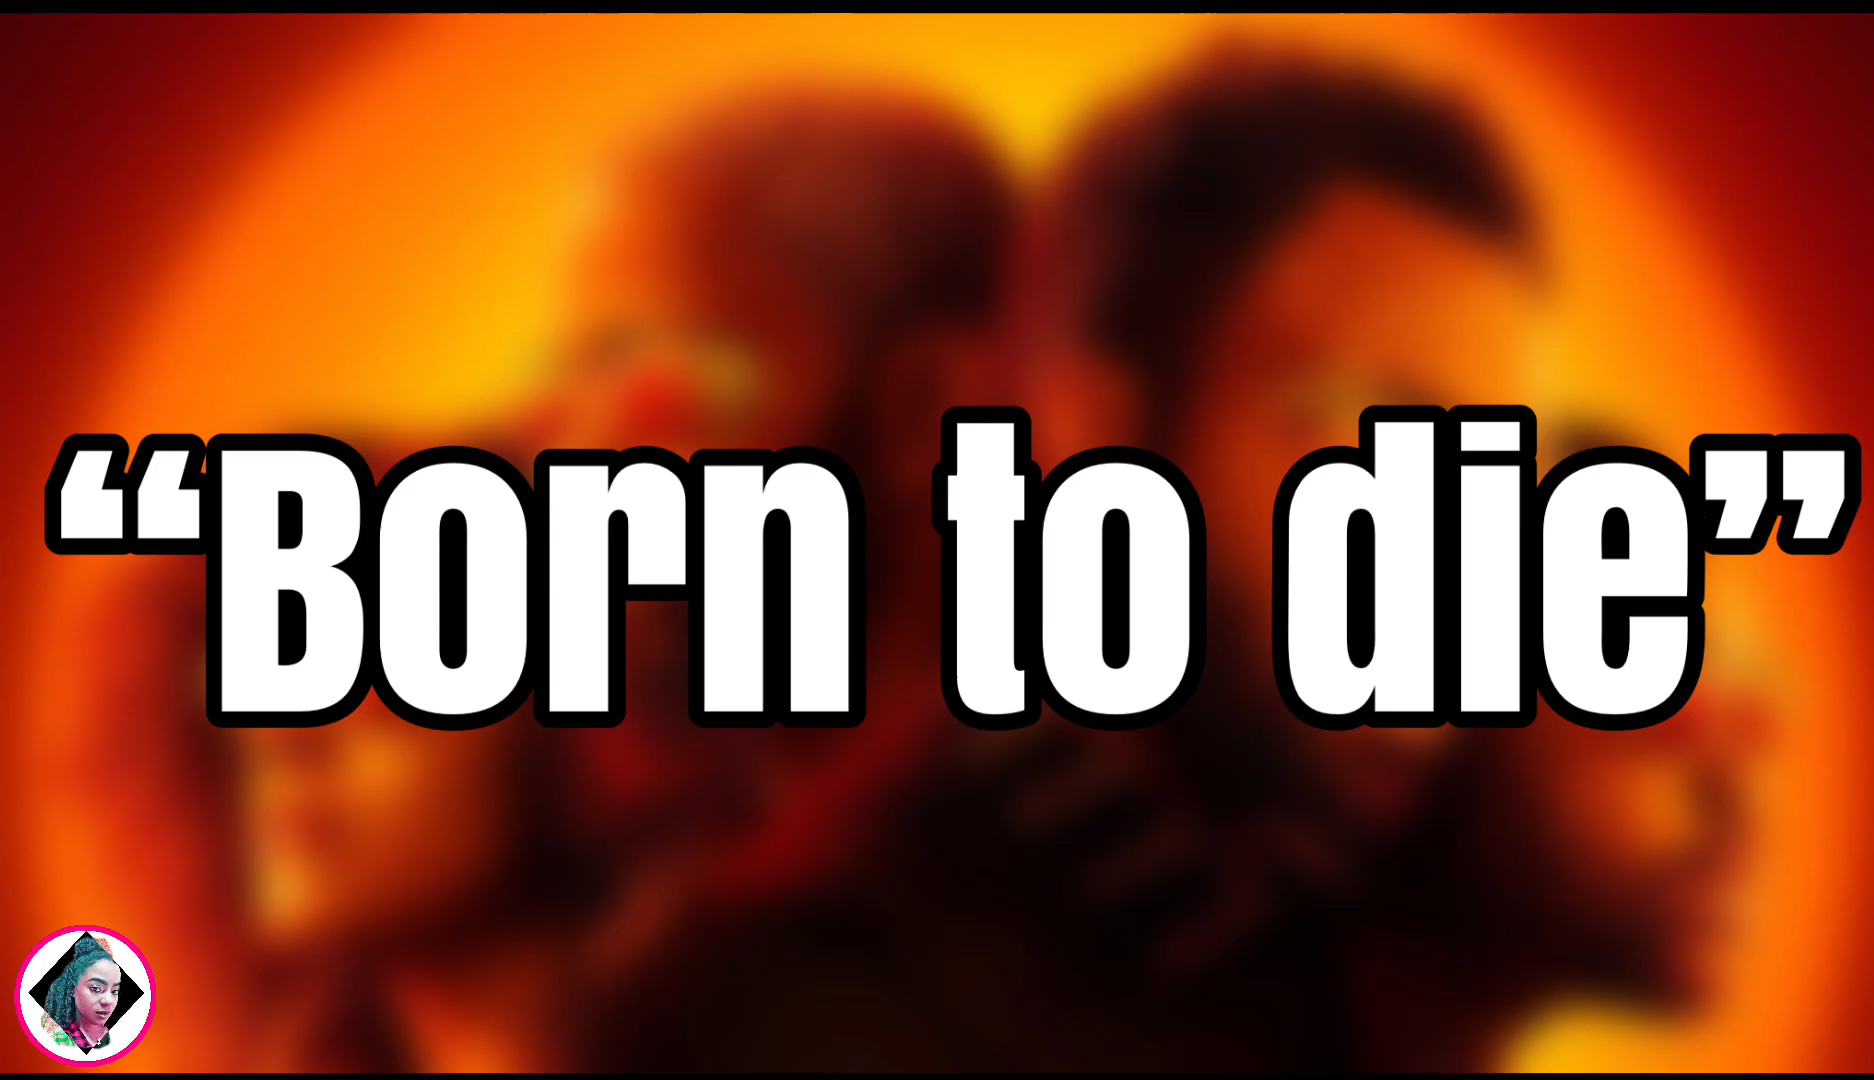 “Born to die”